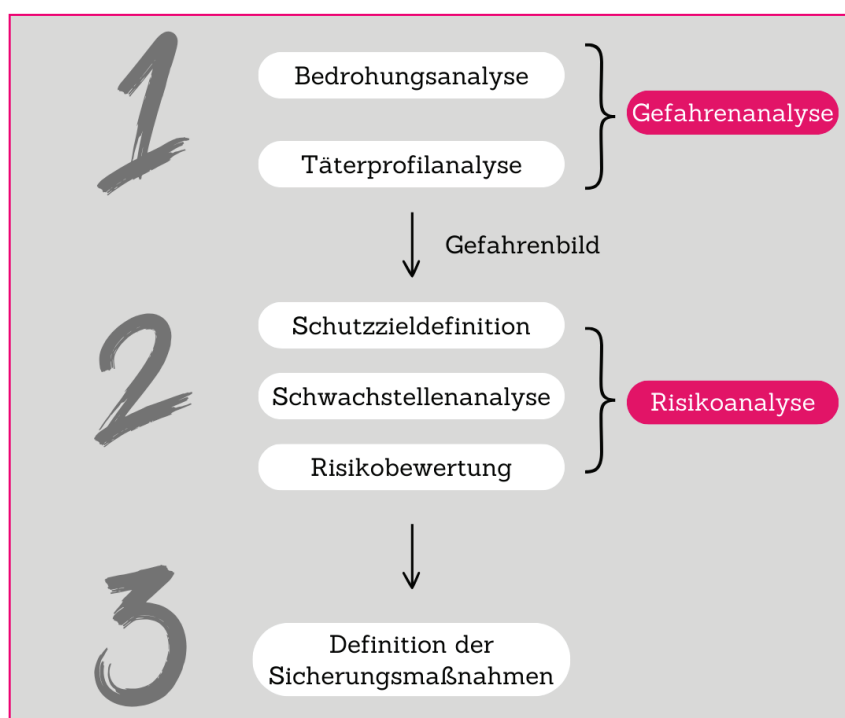 1
Bedrohungsanalyse
Täterprofilanalyse
Gefahrenanalyse
Gefahrenbild
2
Schutzzieldefinition
Schwachstellenanalyse
Risikobewertung
Risikoanalyse
3
Definition der
Sicherungsmaßnahmen